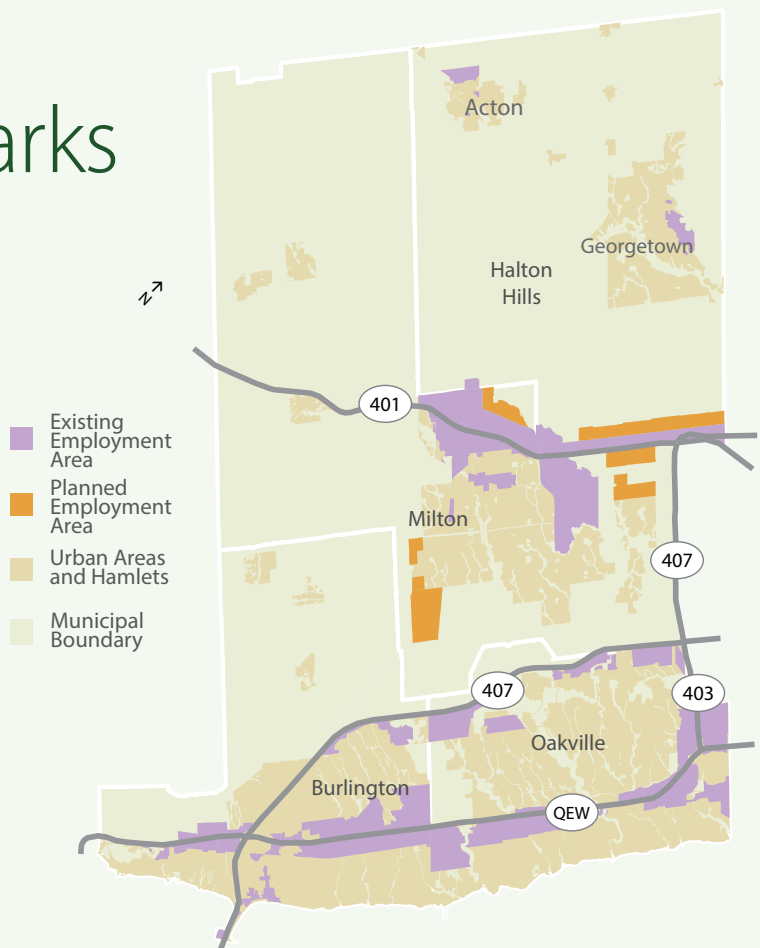 arks
Acton
Georgetown
Halton
Hills
N
401
Existing
Employment
Area
Planned
Employment
Area
Urban Areas
and Hamlets
Municipal
Boundary
Milton
407
407
403
Oakville
Burlington
QEW